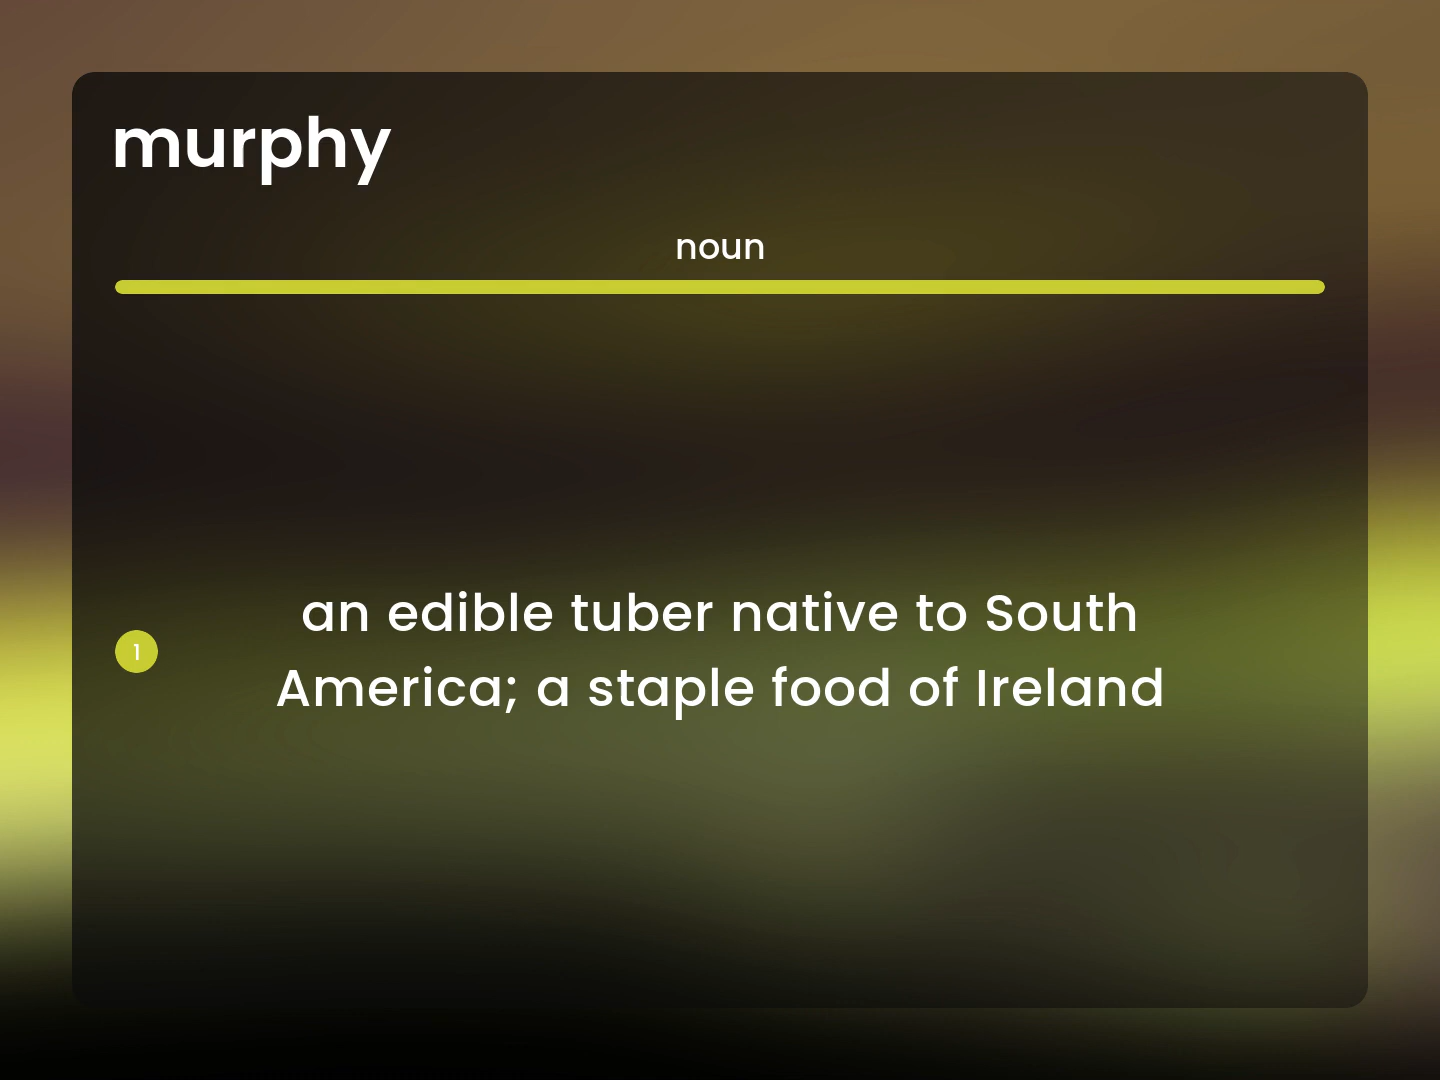 murphy
noun
1
an edible tuber native to South
America; a staple food of Ireland